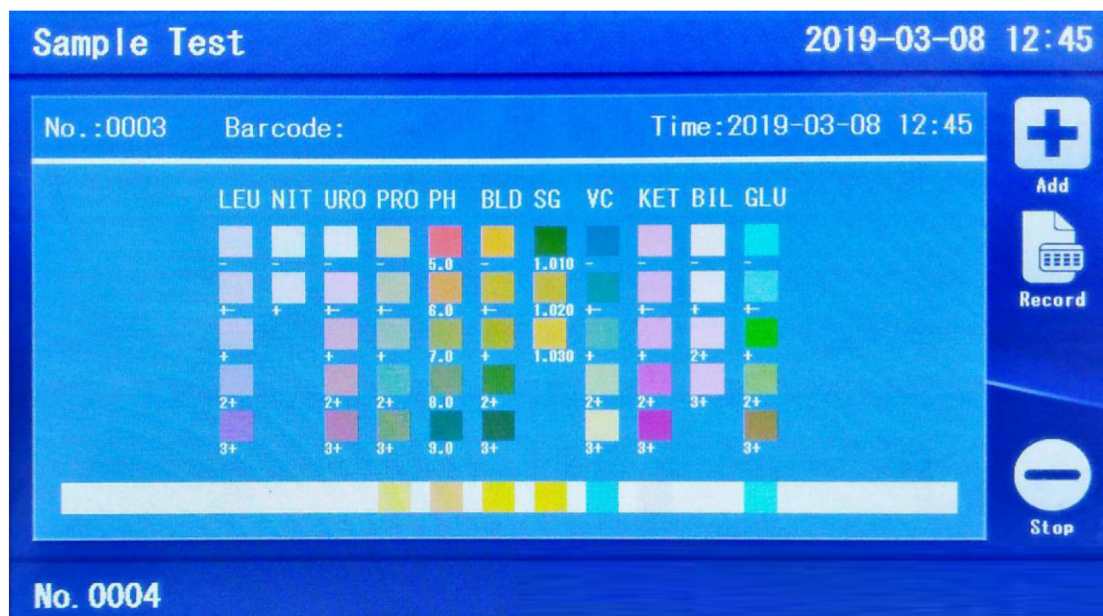 Sample Test 2019-03-08 12:45
No.:0003 Barcode: Time:2019-03-08 12:45
LEU NIT URO PRO PH BLD SG VC KET BIL GLU
- - - - 5.0 - 1.010 - - - -
+- + +- +- 6.0 +- 1.020 +- +- + +-
+ + + 7.0 + 1.030 + + 2+ +
2+ 2+ 2+ 8.0 2+ 2+ 2+ 3+ 2+
3+ 3+ 3+ 9.0 3+ 3+ 3+ 3+
Add
Record
Stop
No. 0004